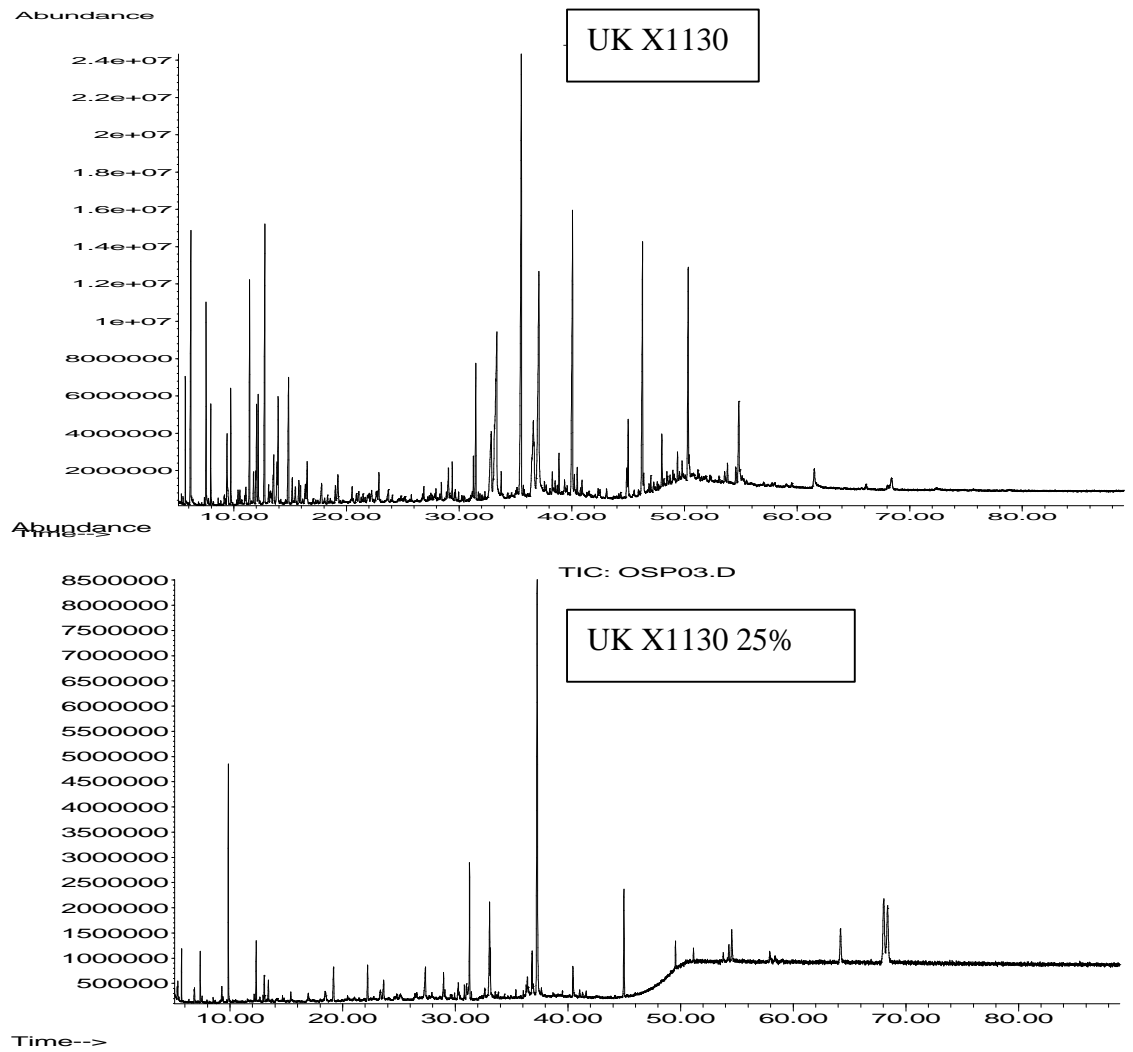 Abundance
UK X1130
2.4e+07
2.2e+07
2e+07
1.8e+07
1.6e+07
1.4e+07
1.2e+07
1e+07
8000000
6000000
4000000
2000000
10.00 20.00 30.00 40.00 50.00 60.00 70.00 80.00
Time-->
Abundance
TIC: OSP03.D
UK X1130 25%
8500000
8000000
7500000
7000000
6500000
6000000
5500000
5000000
4500000
4000000
3500000
3000000
2500000
2000000
1500000
1000000
500000
10.00 20.00 30.00 40.00 50.00 60.00 70.00 80.00
Time-->